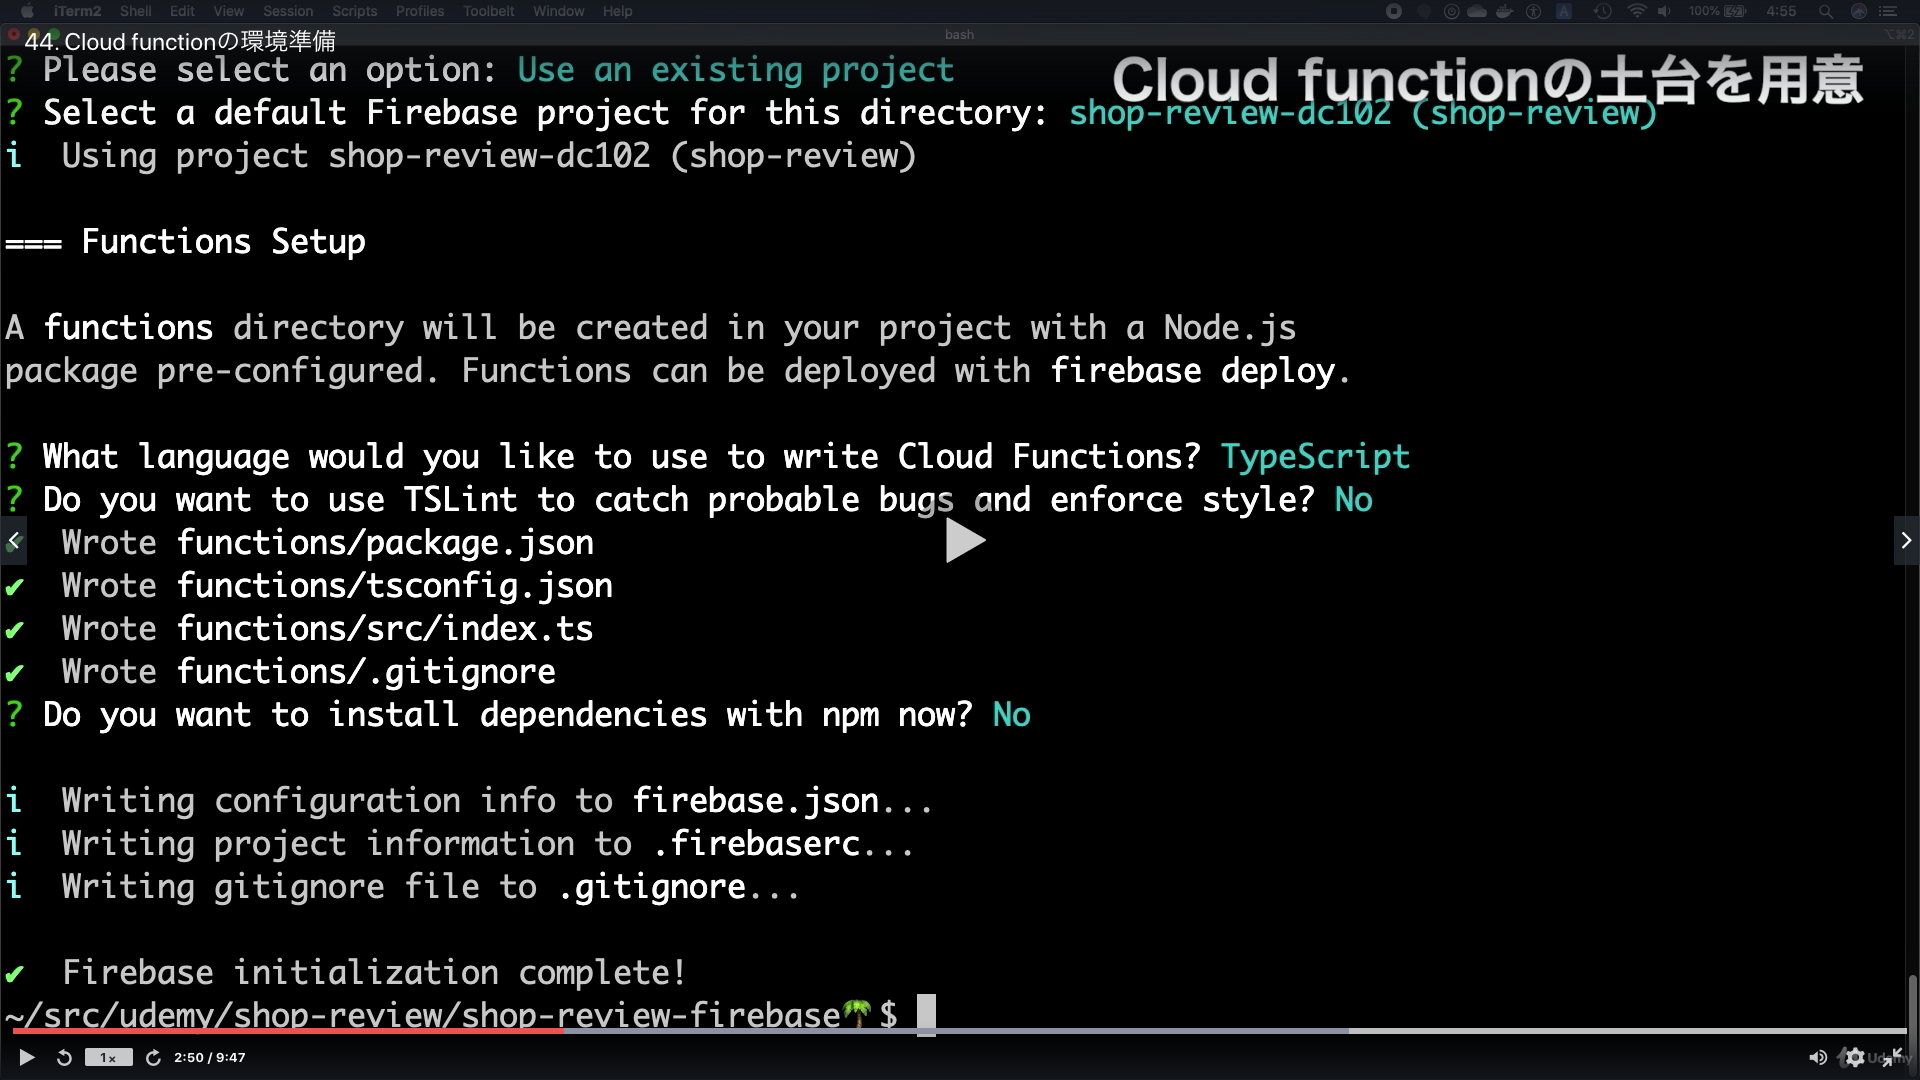 iTerm2 Shell Edit View Session Scripts Profiles Toolbelt Window Help 100% 4:55
44. Cloud functionの環境準備
bash
⌥⌘2
Cloud functionの土台を用意
? Please select an option: Use an existing project
? Select a default Firebase project for this directory: shop-review-dc102 (shop-review)
i Using project shop-review-dc102 (shop-review)
=== Functions Setup
A functions directory will be created in your project with a Node.js
package pre-configured. Functions can be deployed with firebase deploy.
? What language would you like to use to write Cloud Functions? TypeScript
? Do you want to use TSLint to catch probable bugs and enforce style? No
✔ Wrote functions/package.json
✔ Wrote functions/tsconfig.json
✔ Wrote functions/src/index.ts
✔ Wrote functions/.gitignore
? Do you want to install dependencies with npm now? No
i Writing configuration info to firebase.json...
i Writing project information to .firebaserc...
i Writing gitignore file to .gitignore...
✔ Firebase initialization complete!
~/src/udemy/shop-review/shop-review-firebase🌴$
1x 2:50 / 9:47
Udemy